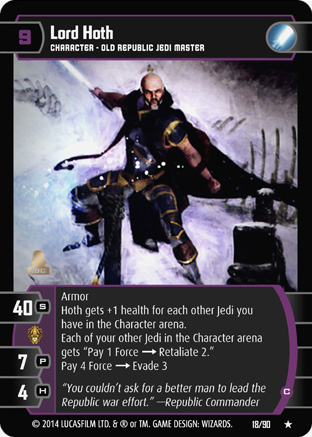 9
Lord Hoth
CHARACTER - OLD REPUBLIC JEDI MASTER
40 S
7 P
4 H
Armor
Hoth gets +1 health for each other Jedi you
have in the Character arena.
Each of your other Jedi in the Character arena
gets "Pay 1 Force → Retaliate 2."
Pay 4 Force → Evade 3
"You couldn't ask for a better man to lead the
Republic war effort." —Republic Commander
C
© 2014 LUCASFILM LTD. & ® or TM. GAME DESIGN: WIZARDS.
18/90